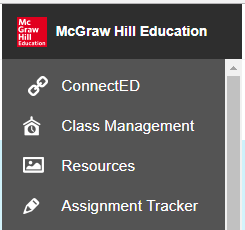 Mc
Graw
Hill
Education
McGraw Hill Education
ConnectED
Class Management
Resources
Assignment Tracker